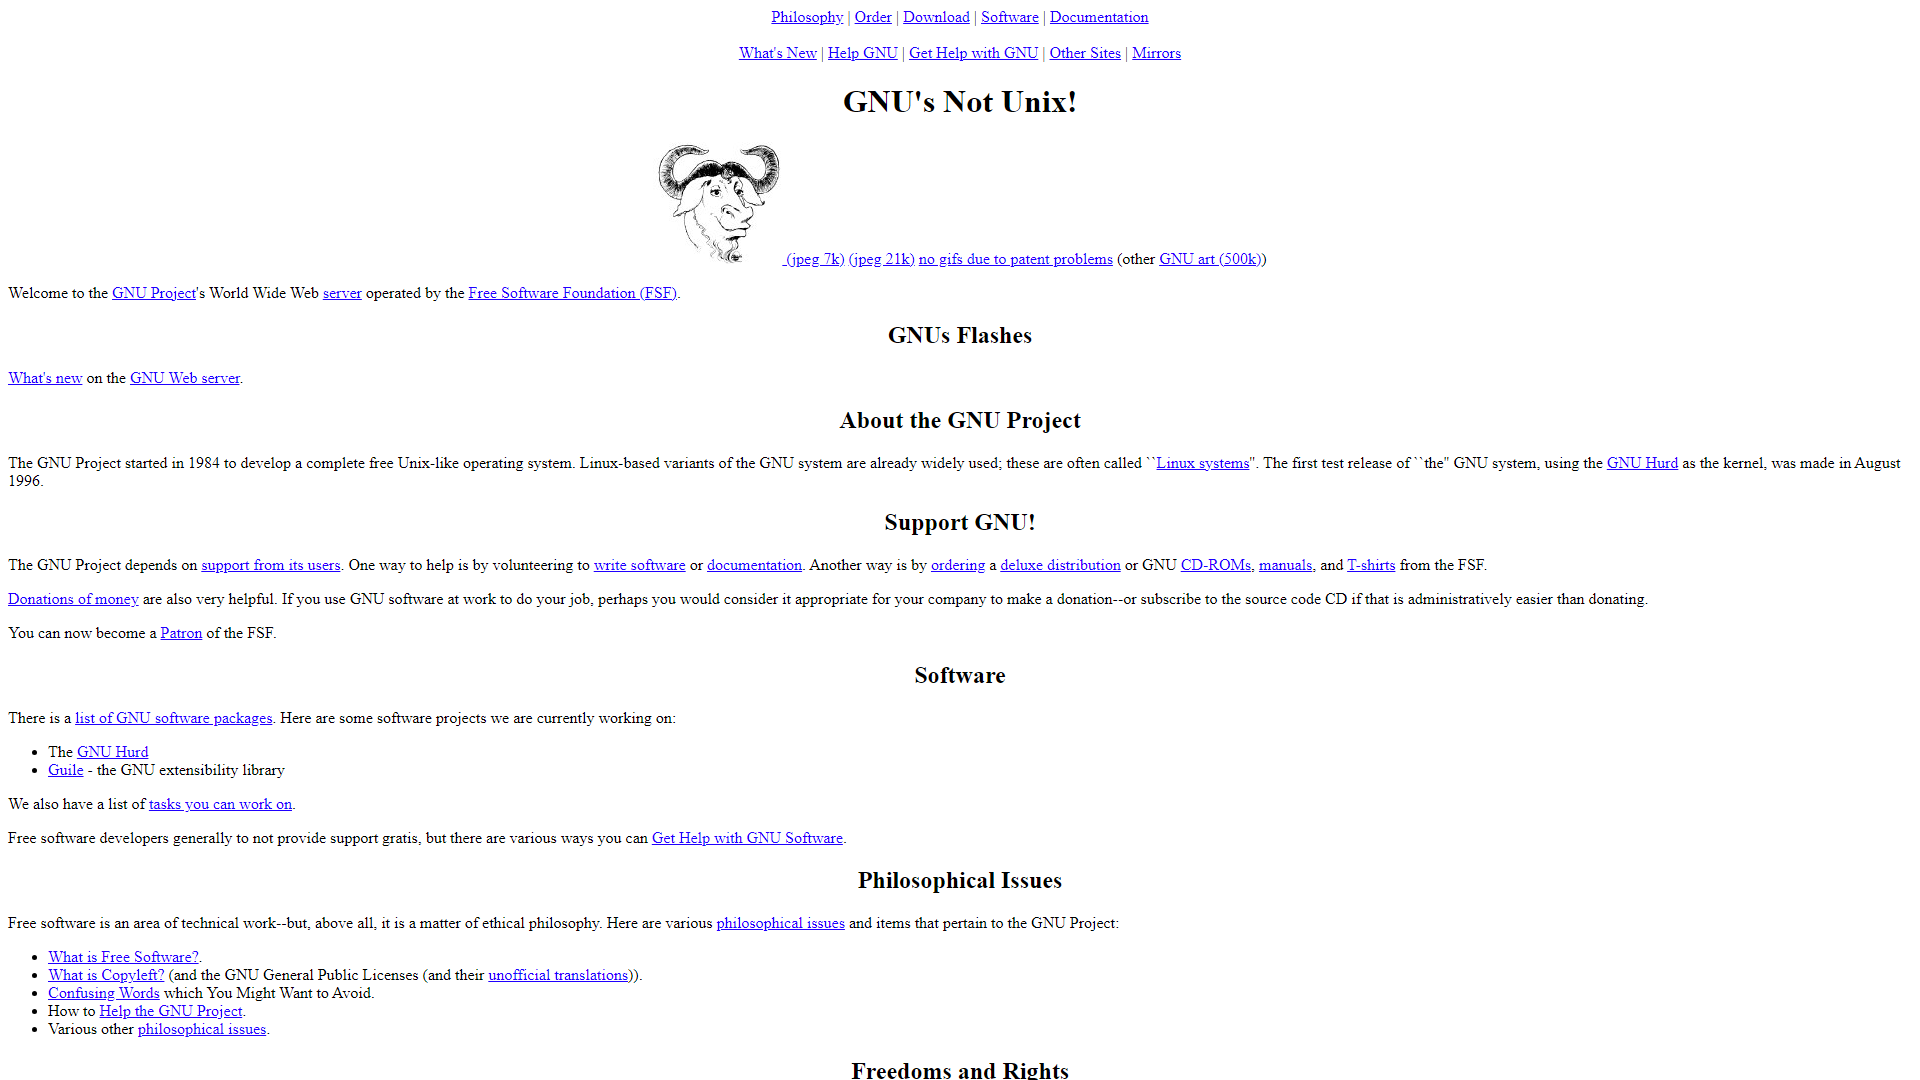 Philosophy | Order | Download | Software | Documentation
What's New | Help GNU | Get Help with GNU | Other Sites | Mirrors
GNU's Not Unix!
(jpeg 7k) (jpeg 21k) no gifs due to patent problems (other GNU art (500k))
Welcome to the GNU Project's World Wide Web server operated by the Free Software Foundation (FSF).
GNUs Flashes
What's new on the GNU Web server.
About the GNU Project
The GNU Project started in 1984 to develop a complete free Unix-like operating system. Linux-based variants of the GNU system are already widely used; these are often called ``Linux systems''. The first test release of ``the'' GNU system, using the GNU Hurd as the kernel, was made in August
1996.
Support GNU!
The GNU Project depends on support from its users. One way to help is by volunteering to write software or documentation. Another way is by ordering a deluxe distribution or GNU CD-ROMs, manuals, and T-shirts from the FSF.
Donations of money are also very helpful. If you use GNU software at work to do your job, perhaps you would consider it appropriate for your company to make a donation--or subscribe to the source code CD if that is administratively easier than donating.
You can now become a Patron of the FSF.
Software
There is a list of GNU software packages. Here are some software projects we are currently working on:
• The GNU Hurd
• Guile - the GNU extensibility library
We also have a list of tasks you can work on.
Free software developers generally to not provide support gratis, but there are various ways you can Get Help with GNU Software.
Philosophical Issues
Free software is an area of technical work--but, above all, it is a matter of ethical philosophy. Here are various philosophical issues and items that pertain to the GNU Project:
• What is Free Software?.
• What is Copyleft? (and the GNU General Public Licenses (and their unofficial translations)).
• Confusing Words which You Might Want to Avoid.
• How to Help the GNU Project.
• Various other philosophical issues.
Freedoms and Rights